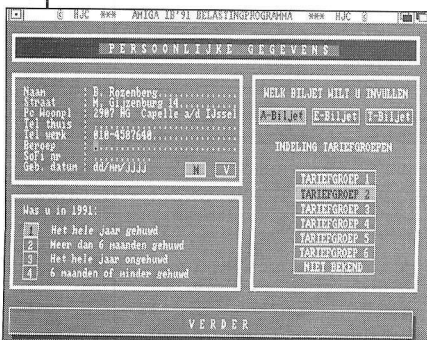 @ HJC *** AMIGA IB'91 BELASTINGPROGRAMMA *** HJC @
PERSOONLIJKE GEGEVENS
Naam : B. Rozenberg
Straat : M. Gijzenburg 14
Pc Woonpl : 2907 HG Capelle a/d IJssel
Tel thuis :
Tel werk : 010-4587640
Beroep :
Sofi nr :
Geb. datum : dd/mm/jjjj M V
Was u in 1991:
1 Het hele jaar gehuwd
2 Meer dan 6 maanden gehuwd
3 Het hele jaar ongehuwd
4 6 maanden of minder gehuwd
WELK BILJET WILT U INVULLEN
A-Biljet E-Biljet T-Biljet
INDELING TARIEFGROEPEN
TARIEFGROEP 1
TARIEFGROEP 2
TARIEFGROEP 3
TARIEFGROEP 4
TARIEFGROEP 5
TARIEFGROEP 6
NIET BEKEND
VERDER